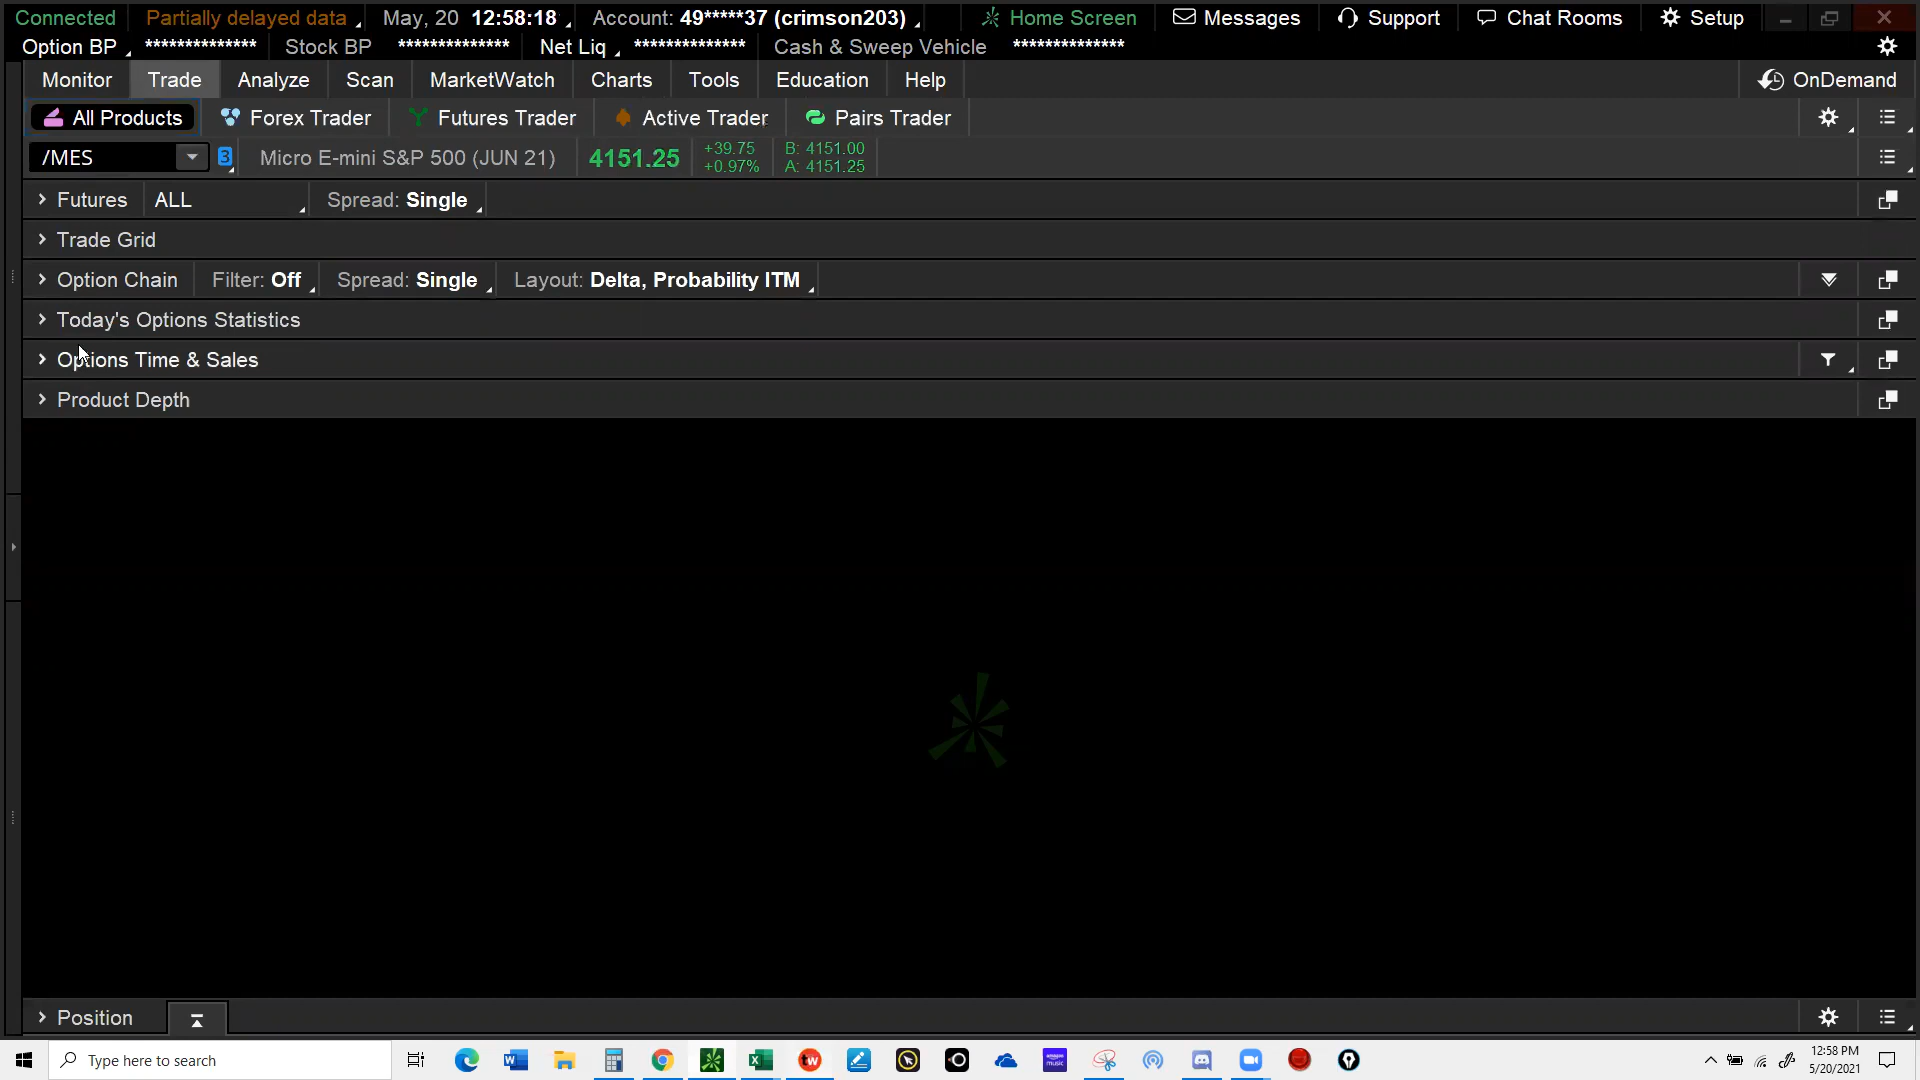 Connected Partially delayed data May, 20 12:58:18 Account: 49*****37 (crimson203) Home Screen Messages Support Chat Rooms Setup
Option BP ************** Stock BP ************** Net Liq ************** Cash & Sweep Vehicle **************
Monitor Trade Analyze Scan MarketWatch Charts Tools Education Help OnDemand
All Products Forex Trader Futures Trader Active Trader Pairs Trader
/MES 3 Micro E-mini S&P 500 (JUN 21) 4151.25 +39.75 B: 4151.00
+0.97% A: 4151.25
Futures ALL Spread: Single
Trade Grid
Option Chain Filter: Off Spread: Single Layout: Delta, Probability ITM
Today's Options Statistics
Options Time & Sales
Product Depth
Position
Type here to search
12:58 PM
5/20/2021